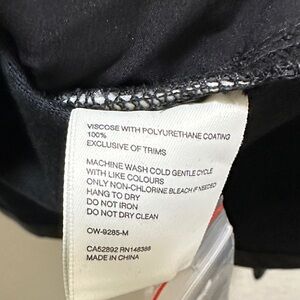 VISCOSE WITH POLYURETHANE COATING
100%
EXCLUSIVE OF TRIMS
MACHINE WASH COLD GENTLE CYCLE
WITH LIKE COLOURS
ONLY NON-CHLORINE BLEACH IF NEEDED
HANG TO DRY
DO NOT IRON
DO NOT DRY CLEAN
OW-9285-M
CA52892 RN148388
MADE IN CHINA